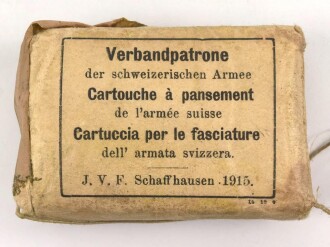 Verbandpatrone
der schweizerischen Armee
Cartouche à pansement
de l'armée suisse
Cartuccia per le fasciature
dell' armata svizzera.
J. V. F. Schaffhausen 1915.